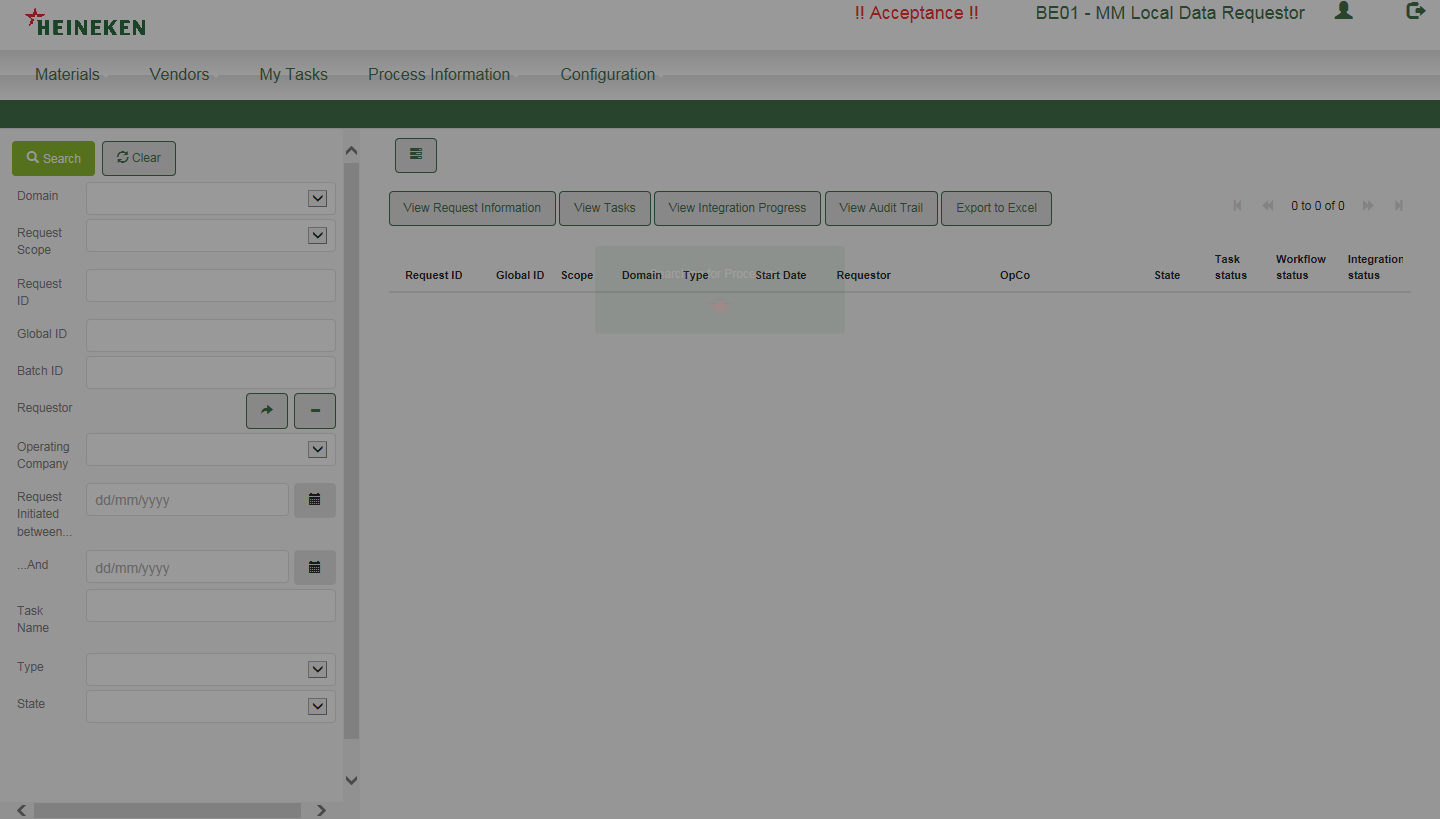 HEINEKEN
!! Acceptance !!
BE01 - MM Local Data Requestor
Materials
Vendors
My Tasks
Process Information
Configuration
Search
Clear
Domain
Request
Scope
Request
ID
Global ID
Batch ID
Requestor
Operating
Company
Request
Initiated
between...
dd/mm/yyyy
...And
dd/mm/yyyy
Task
Name
Type
State
View Request Information
View Tasks
View Integration Progress
View Audit Trail
Export to Excel
0 to 0 of 0
Request ID
Global ID
Scope
Domain
Type
Start Date
Requestor
OpCo
State
Task
status
Workflow
status
Integration
status
for